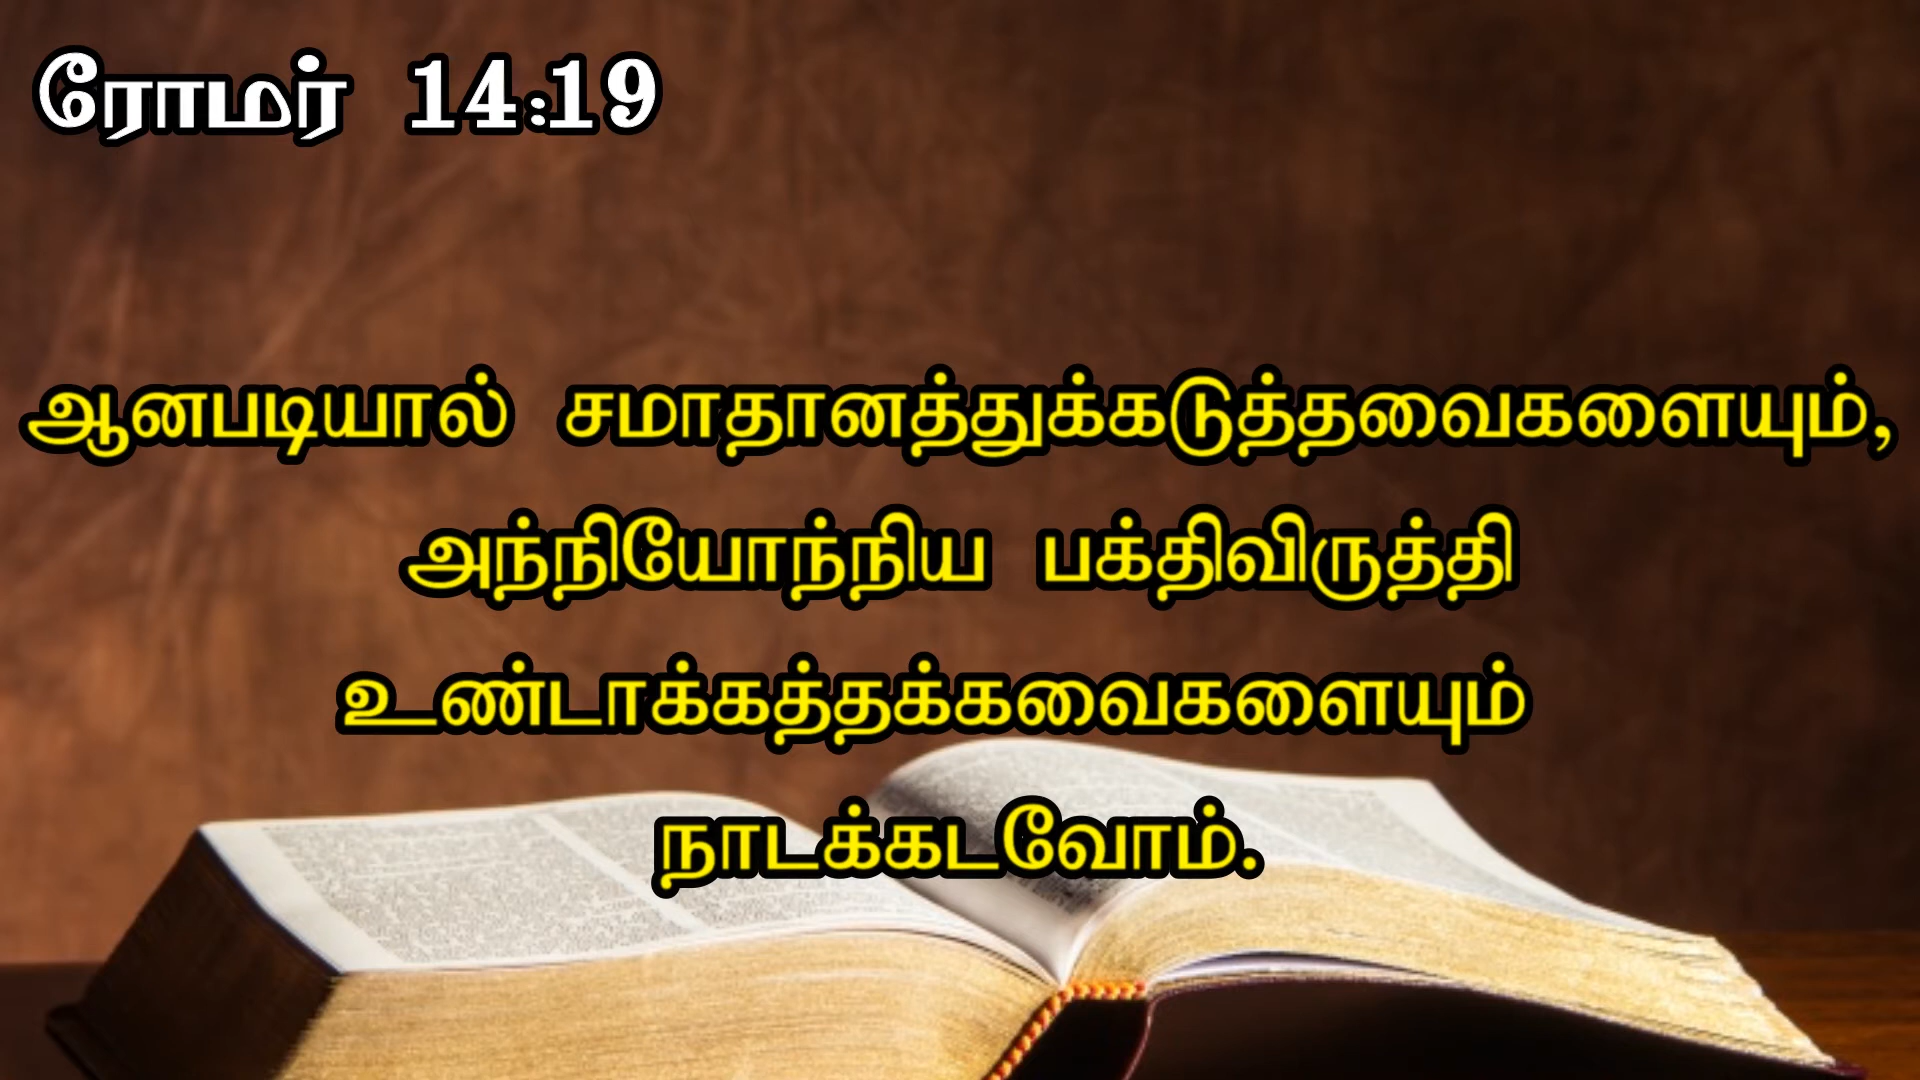 ரோமர் 14:19
ஆனபடியால் சமாதானத்துக்கடுத்தவைகளையும்,
அந்நியோந்நிய பக்திவிருத்தி
உண்டாக்கத்தக்கவைகளையும்
நாடக்கடவோம்.